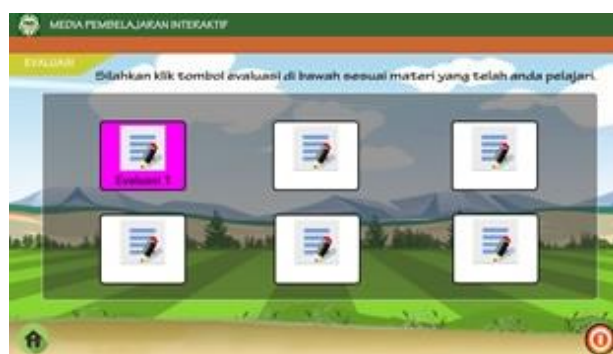 MEDIA PEMBELAJARAN INTERAKTIF
EVALUASI
Silahkan klik tombol evaluasi di bawah sesuai materi yang telah anda pelajari.
Evaluasi 1